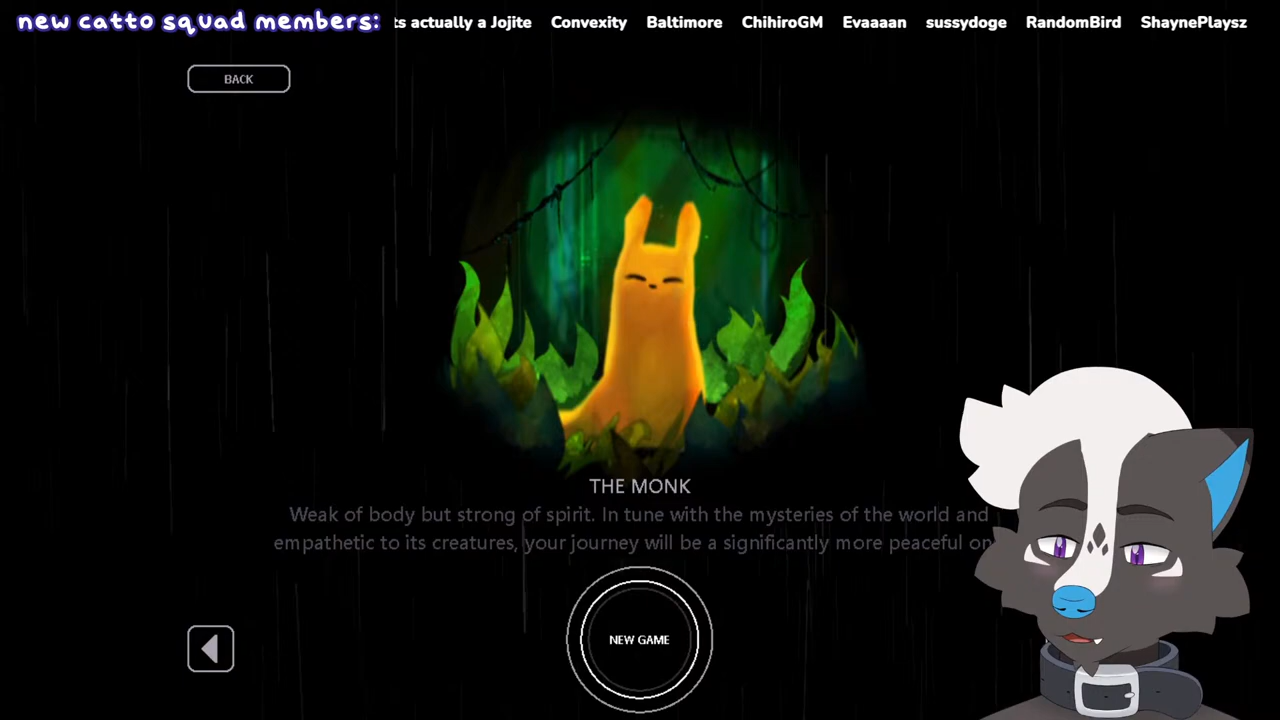 new catto squad members: ts actually a Jojite Convexity Baltimore ChihiroGM Evaaaan sussydoge RandomBird ShaynePlaysz
BACK
THE MONK
Weak of body but strong of spirit. In tune with the mysteries of the world and
empathetic to its creatures, your journey will be a significantly more peaceful on
NEW GAME